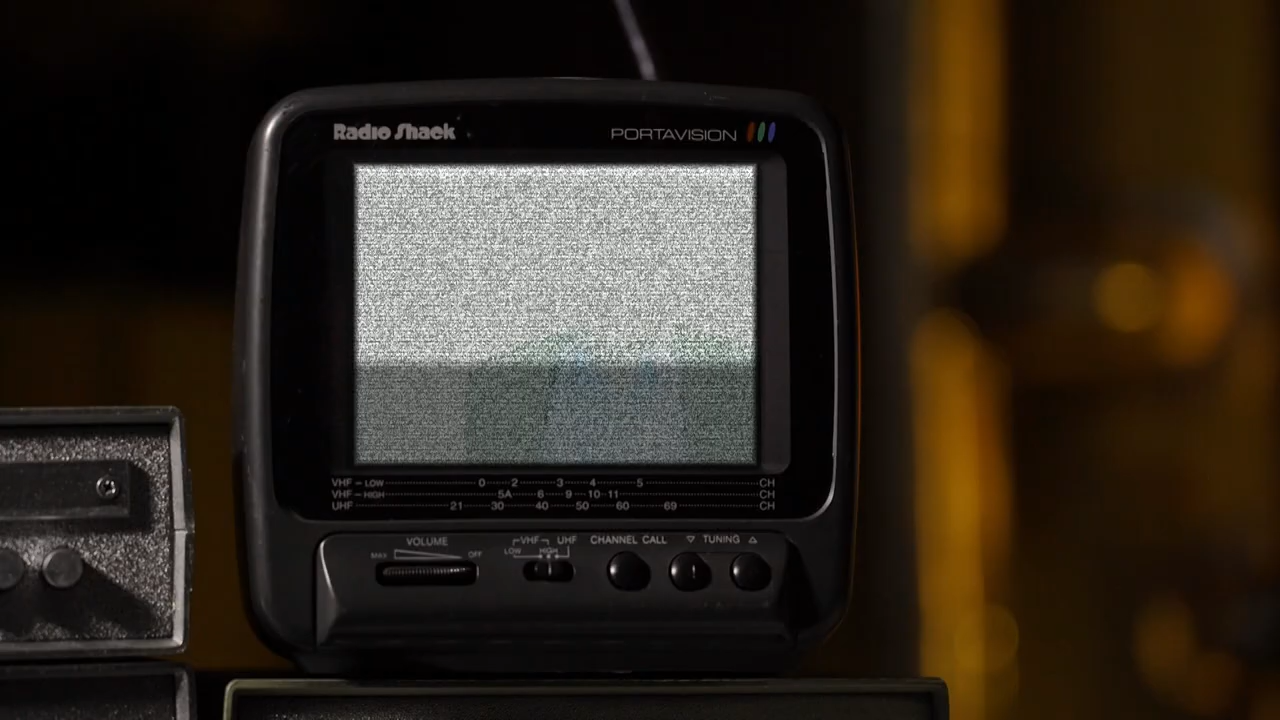 Radio Shack PORTAVISION
VHF – LOW 0 2 3 4 5 CH
VHF – HIGH 5A 6 9 10 11 CH
UHF 21 30 40 50 60 69 CH
VOLUME VHF UHF CHANNEL CALL ▽ TUNING △
MAX OFF LOW HIGH